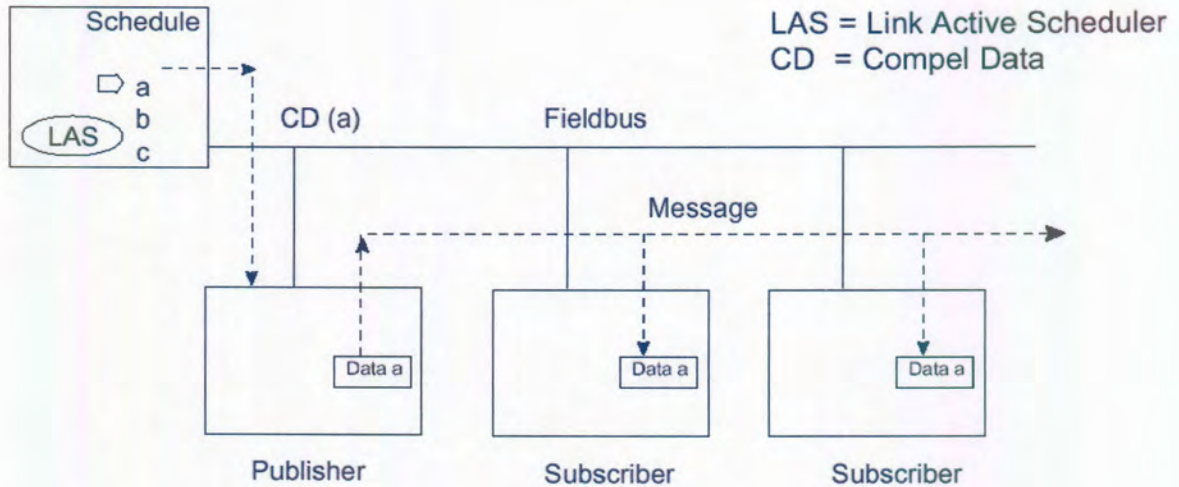 Schedule
LAS = Link Active Scheduler
CD = Compel Data
a
b
c
LAS
CD (a)
Fieldbus
Message
Data a
Data a
Data a
Publisher
Subscriber
Subscriber